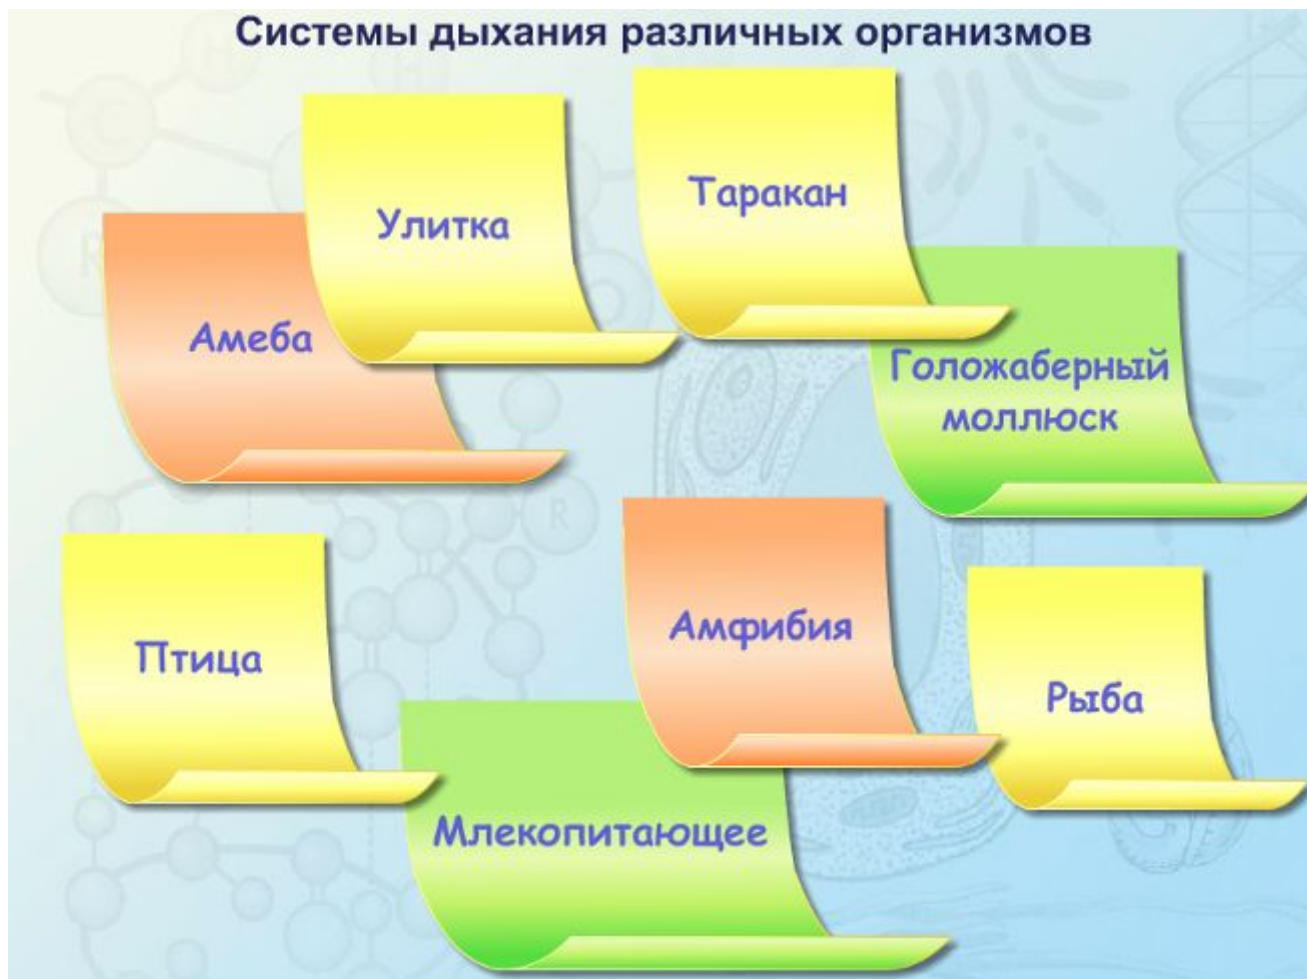 Системы дыхания различных организмов
Улитка
Таракан
Амеба
Голожаберный
моллюск
Птица
Амфибия
Рыба
Млекопитающее
R
C
H
R